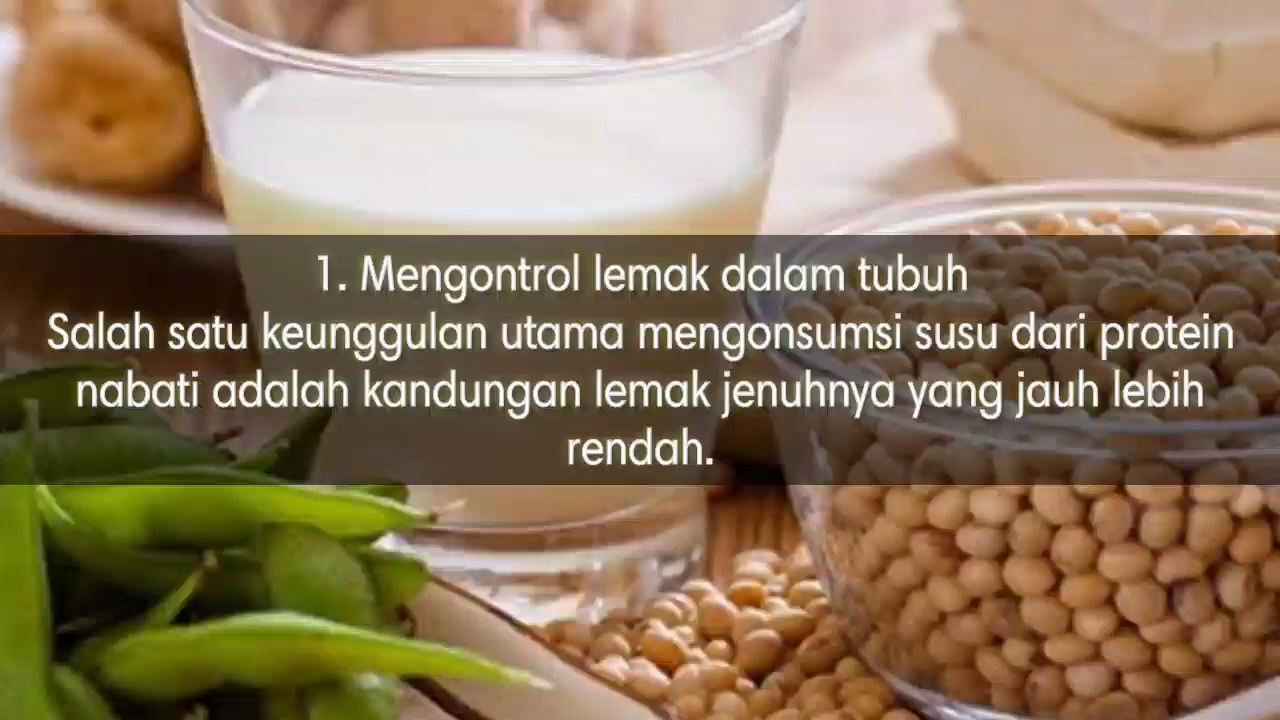 1. Mengontrol lemak dalam tubuh
Salah satu keunggulan utama mengonsumsi susu dari protein
nabati adalah kandungan lemak jenuhnya yang jauh lebih
rendah.